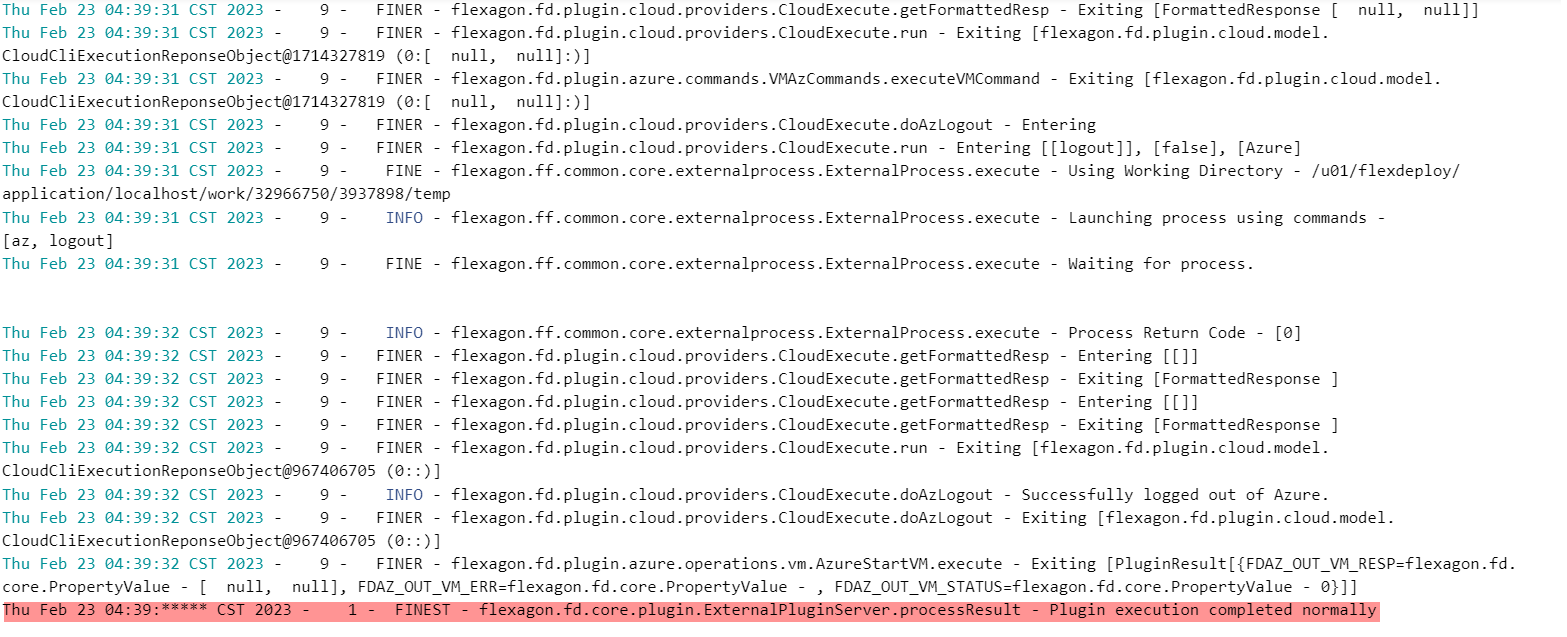 Thu Feb 23 04:39:31 CST 2023 -    9 -   FINER - flexagon.fd.plugin.cloud.providers.CloudExecute.getFormattedResp - Exiting [FormattedResponse [  null,  null]]
Thu Feb 23 04:39:31 CST 2023 -    9 -   FINER - flexagon.fd.plugin.cloud.providers.CloudExecute.run - Exiting [flexagon.fd.plugin.cloud.model.
CloudCliExecutionReponseObject@1714327819 (0:[  null,  null]:)]
Thu Feb 23 04:39:31 CST 2023 -    9 -   FINER - flexagon.fd.plugin.azure.commands.VMAzCommands.executeVMCommand - Exiting [flexagon.fd.plugin.cloud.model.
CloudCliExecutionReponseObject@1714327819 (0:[  null,  null]:)]
Thu Feb 23 04:39:31 CST 2023 -    9 -   FINER - flexagon.fd.plugin.cloud.providers.CloudExecute.doAzLogout - Entering
Thu Feb 23 04:39:31 CST 2023 -    9 -   FINER - flexagon.fd.plugin.cloud.providers.CloudExecute.run - Entering [[logout]], [false], [Azure]
Thu Feb 23 04:39:31 CST 2023 -    9 -    FINE - flexagon.ff.common.core.externalprocess.ExternalProcess.execute - Using Working Directory - /u01/flexdeploy/
application/localhost/work/32966750/3937898/temp
Thu Feb 23 04:39:31 CST 2023 -    9 -    INFO - flexagon.ff.common.core.externalprocess.ExternalProcess.execute - Launching process using commands -
[az, logout]
Thu Feb 23 04:39:31 CST 2023 -    9 -    FINE - flexagon.ff.common.core.externalprocess.ExternalProcess.execute - Waiting for process.
Thu Feb 23 04:39:32 CST 2023 -    9 -    INFO - flexagon.ff.common.core.externalprocess.ExternalProcess.execute - Process Return Code - [0]
Thu Feb 23 04:39:32 CST 2023 -    9 -   FINER - flexagon.fd.plugin.cloud.providers.CloudExecute.getFormattedResp - Entering [[]]
Thu Feb 23 04:39:32 CST 2023 -    9 -   FINER - flexagon.fd.plugin.cloud.providers.CloudExecute.getFormattedResp - Exiting [FormattedResponse ]
Thu Feb 23 04:39:32 CST 2023 -    9 -   FINER - flexagon.fd.plugin.cloud.providers.CloudExecute.getFormattedResp - Entering [[]]
Thu Feb 23 04:39:32 CST 2023 -    9 -   FINER - flexagon.fd.plugin.cloud.providers.CloudExecute.getFormattedResp - Exiting [FormattedResponse ]
Thu Feb 23 04:39:32 CST 2023 -    9 -   FINER - flexagon.fd.plugin.cloud.providers.CloudExecute.run - Exiting [flexagon.fd.plugin.cloud.model.
CloudCliExecutionReponseObject@967406705 (0::)]
Thu Feb 23 04:39:32 CST 2023 -    9 -    INFO - flexagon.fd.plugin.cloud.providers.CloudExecute.doAzLogout - Successfully logged out of Azure.
Thu Feb 23 04:39:32 CST 2023 -    9 -   FINER - flexagon.fd.plugin.cloud.providers.CloudExecute.doAzLogout - Exiting [flexagon.fd.plugin.cloud.model.
CloudCliExecutionReponseObject@967406705 (0::)]
Thu Feb 23 04:39:32 CST 2023 -    9 -   FINER - flexagon.fd.plugin.azure.operations.vm.AzureStartVM.execute - Exiting [PluginResult[{FDAZ_OUT_VM_RESP=flexagon.fd.
core.PropertyValue - [  null,  null], FDAZ_OUT_VM_ERR=flexagon.fd.core.PropertyValue - , FDAZ_OUT_VM_STATUS=flexagon.fd.core.PropertyValue - 0}]]
Thu Feb 23 04:39:***** CST 2023 -    1 -  FINEST - flexagon.fd.core.plugin.ExternalPluginServer.processResult - Plugin execution completed normally